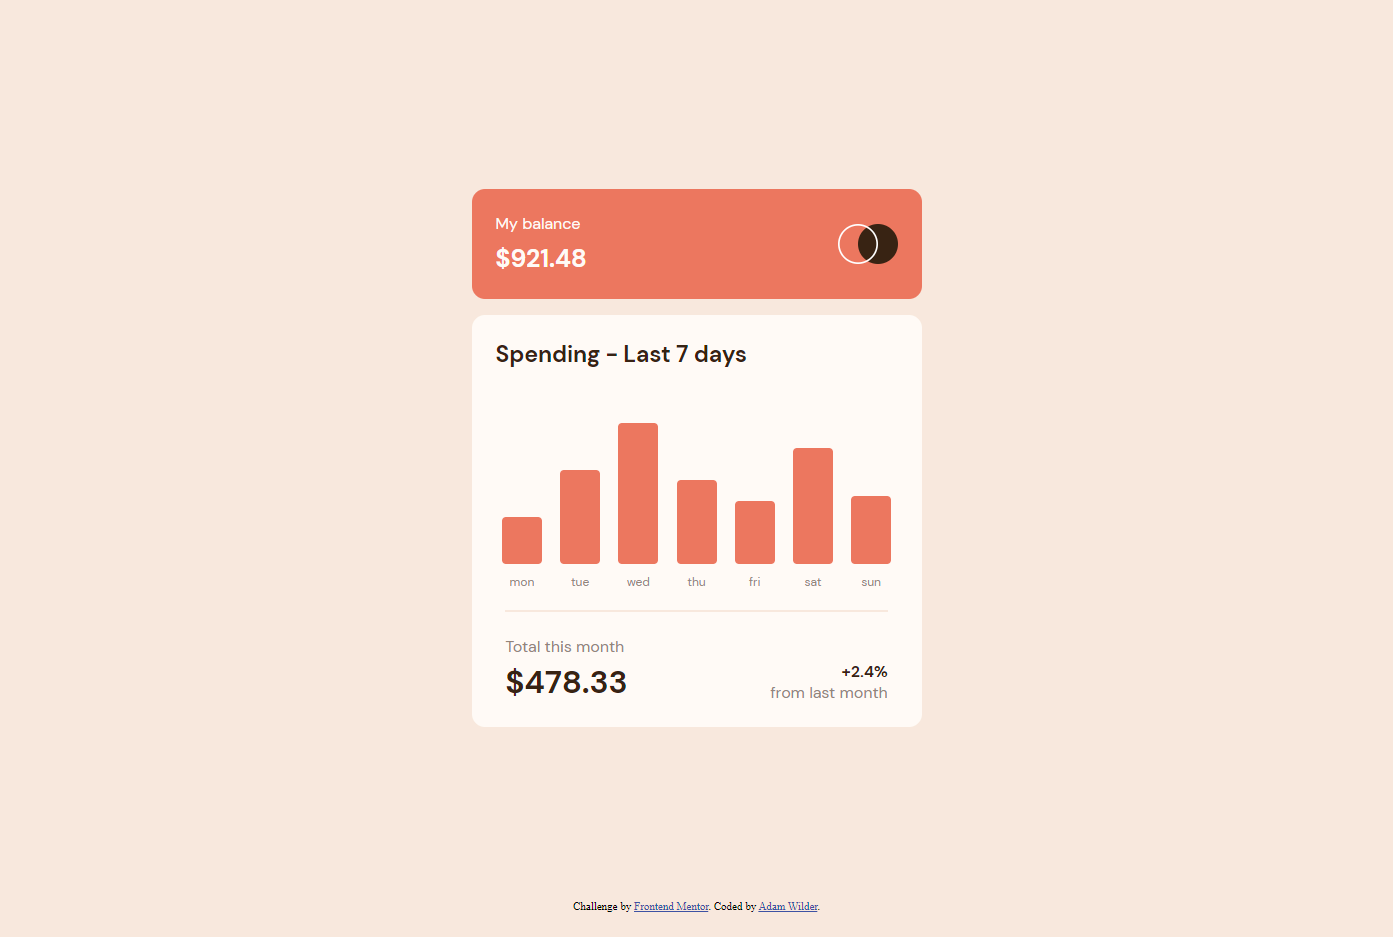 My balance
$921.48
Spending - Last 7 days
mon tue wed thu fri sat sun
Total this month
$478.33
+2.4%
from last month
Challenge by Frontend Mentor. Coded by Adam Wilder.